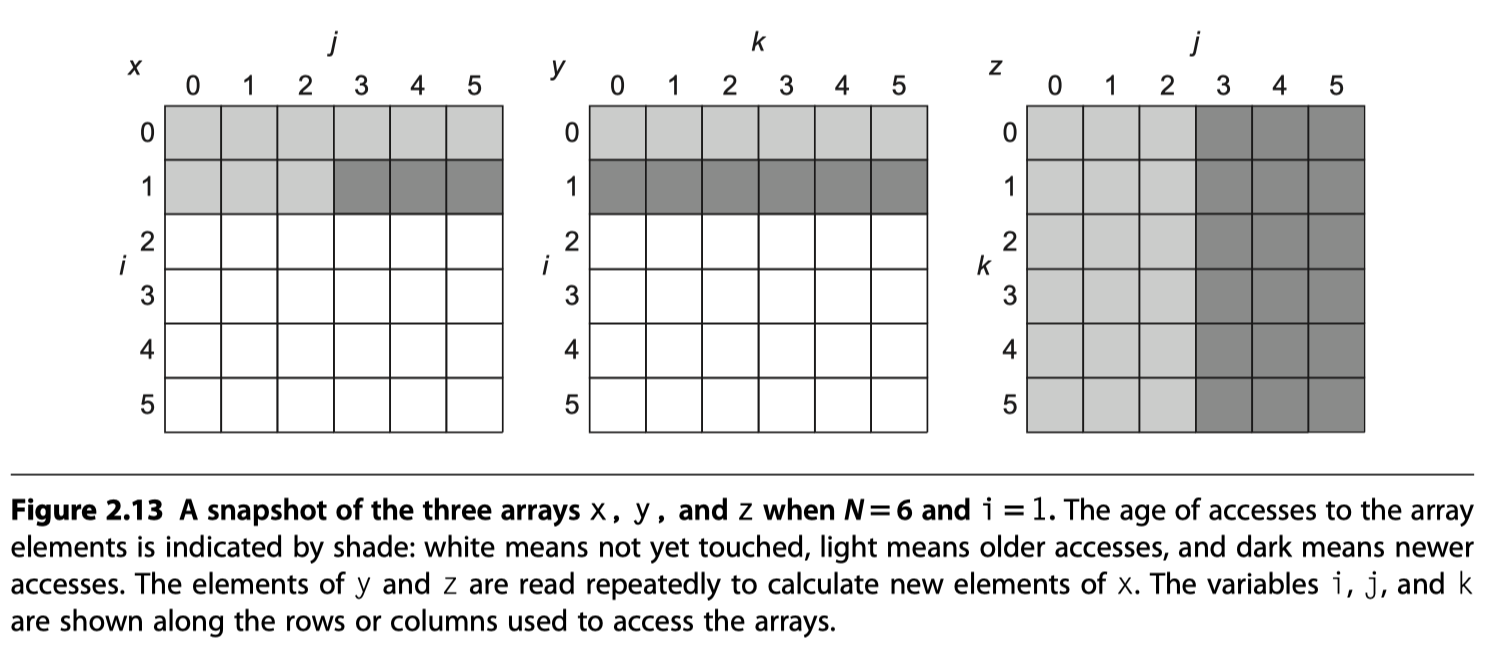 j k j
x y z
0 1 2 3 4 5 0 1 2 3 4 5 0 1 2 3 4 5
0 0 0
1 1 1
2 2 2
i i k
3 3 3
4 4 4
5 5 5
Figure 2.13 A snapshot of the three arrays x, y, and z when N=6 and i = 1. The age of accesses to the array
elements is indicated by shade: white means not yet touched, light means older accesses, and dark means newer
accesses. The elements of y and z are read repeatedly to calculate new elements of x. The variables i, j, and k
are shown along the rows or columns used to access the arrays.